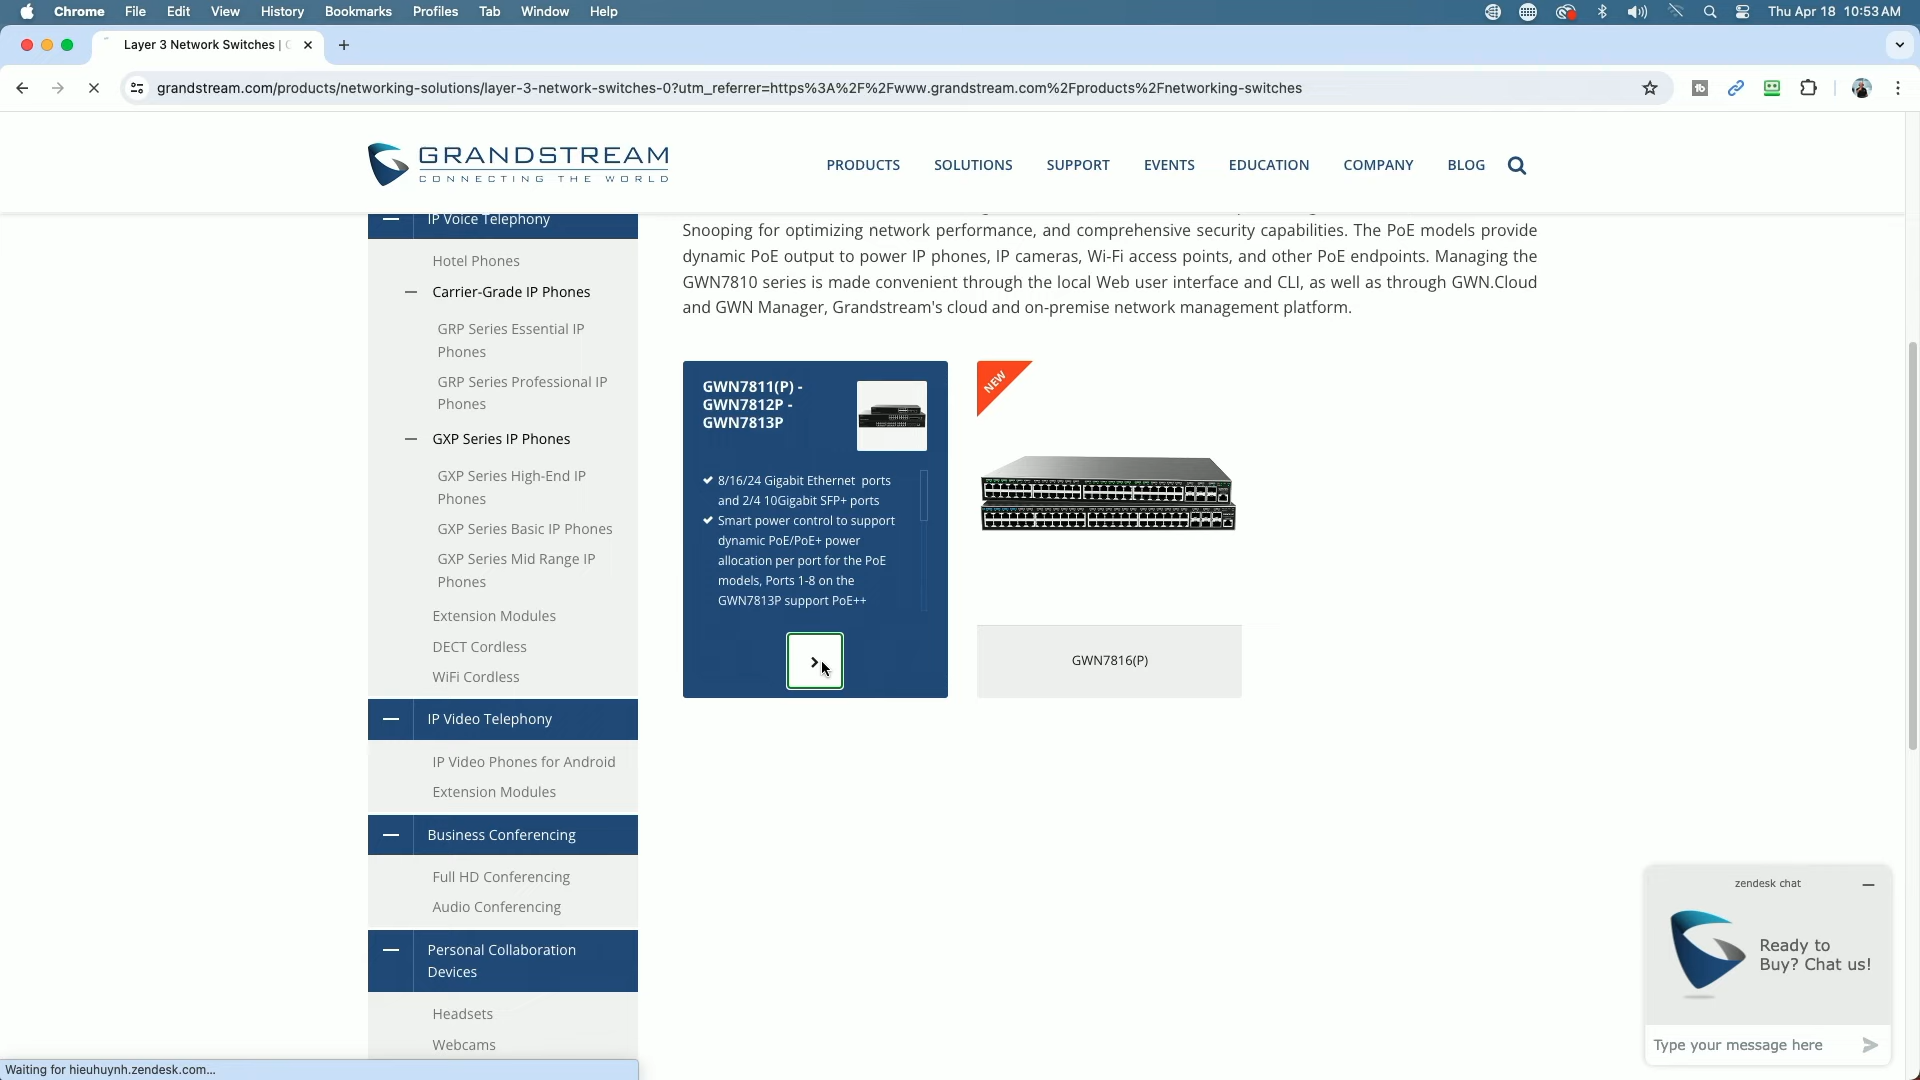 Chrome File Edit View History Bookmarks Profiles Tab Window Help Thu Apr 18 10:53 AM
Layer 3 Network Switches |
grandstream.com/products/networking-solutions/layer-3-network-switches-0?utm_referrer=https%3A%2F%2Fwww.grandstream.com%2Fproducts%2Fnetworking-switches
GRANDSTREAM
CONNECTING THE WORLD
PRODUCTS SOLUTIONS SUPPORT EVENTS EDUCATION COMPANY BLOG
IP Voice Telephony
Hotel Phones
Carrier-Grade IP Phones
GRP Series Essential IP
Phones
GRP Series Professional IP
Phones
GXP Series IP Phones
GXP Series High-End IP
Phones
GXP Series Basic IP Phones
GXP Series Mid Range IP
Phones
Extension Modules
DECT Cordless
WiFi Cordless
IP Video Telephony
IP Video Phones for Android
Extension Modules
Business Conferencing
Full HD Conferencing
Audio Conferencing
Personal Collaboration
Devices
Headsets
Webcams
Snooping for optimizing network performance, and comprehensive security capabilities. The PoE models provide
dynamic PoE output to power IP phones, IP cameras, Wi-Fi access points, and other PoE endpoints. Managing the
GWN7810 series is made convenient through the local Web user interface and CLI, as well as through GWN.Cloud
and GWN Manager, Grandstream's cloud and on-premise network management platform.
GWN7811(P) -
GWN7812P -
GWN7813P
8/16/24 Gigabit Ethernet ports
and 2/4 10Gigabit SFP+ ports
Smart power control to support
dynamic PoE/PoE+ power
allocation per port for the PoE
models, Ports 1-8 on the
GWN7813P support PoE++
NEW
GWN7816(P)
zendesk chat
Ready to
Buy? Chat us!
Type your message here
Waiting for hieuhuynh.zendesk.com...